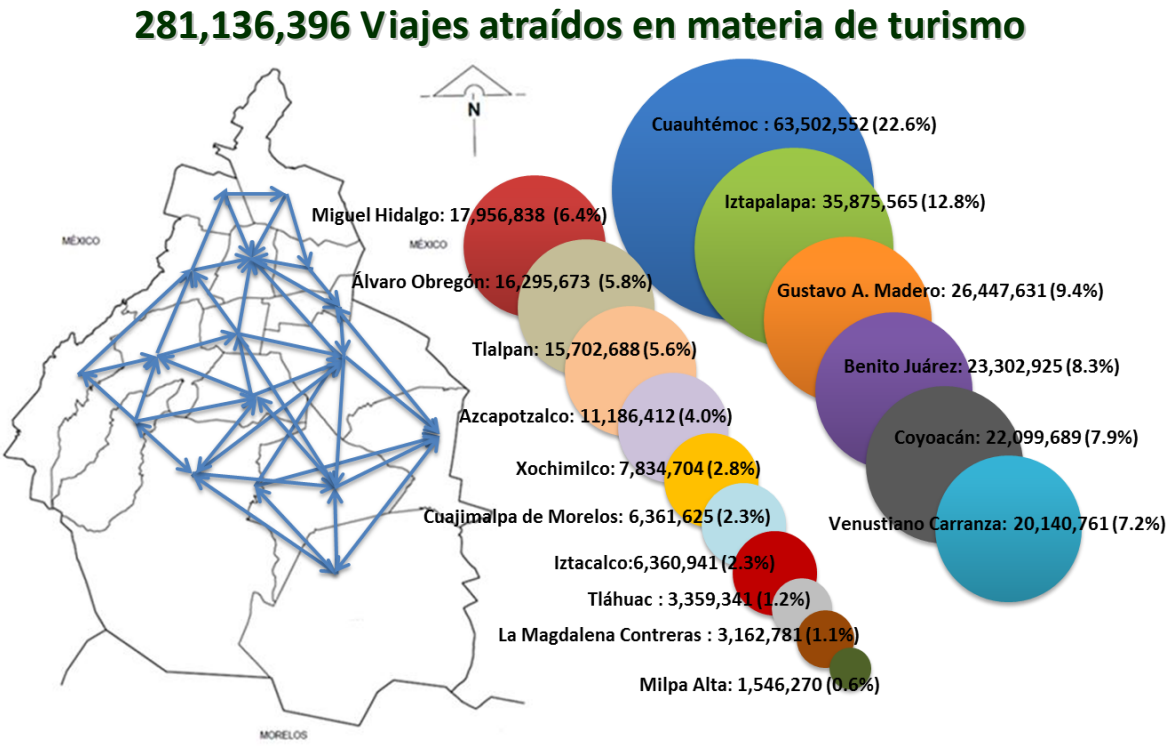 281,136,396 Viajes atraídos en materia de turismo
N
MÉXICO
MÉXICO
MORELOS
Cuauhtémoc : 63,502,552 (22.6%)
Iztapalapa: 35,875,565 (12.8%)
Gustavo A. Madero: 26,447,631 (9.4%)
Benito Juárez: 23,302,925 (8.3%)
Coyoacán: 22,099,689 (7.9%)
Venustiano Carranza: 20,140,761 (7.2%)
Miguel Hidalgo: 17,956,838 (6.4%)
Álvaro Obregón: 16,295,673 (5.8%)
Tlalpan: 15,702,688 (5.6%)
Azcapotzalco: 11,186,412 (4.0%)
Xochimilco: 7,834,704 (2.8%)
Cuajimalpa de Morelos: 6,361,625 (2.3%)
Iztacalco:6,360,941 (2.3%)
Tláhuac : 3,359,341 (1.2%)
La Magdalena Contreras : 3,162,781 (1.1%)
Milpa Alta: 1,546,270 (0.6%)